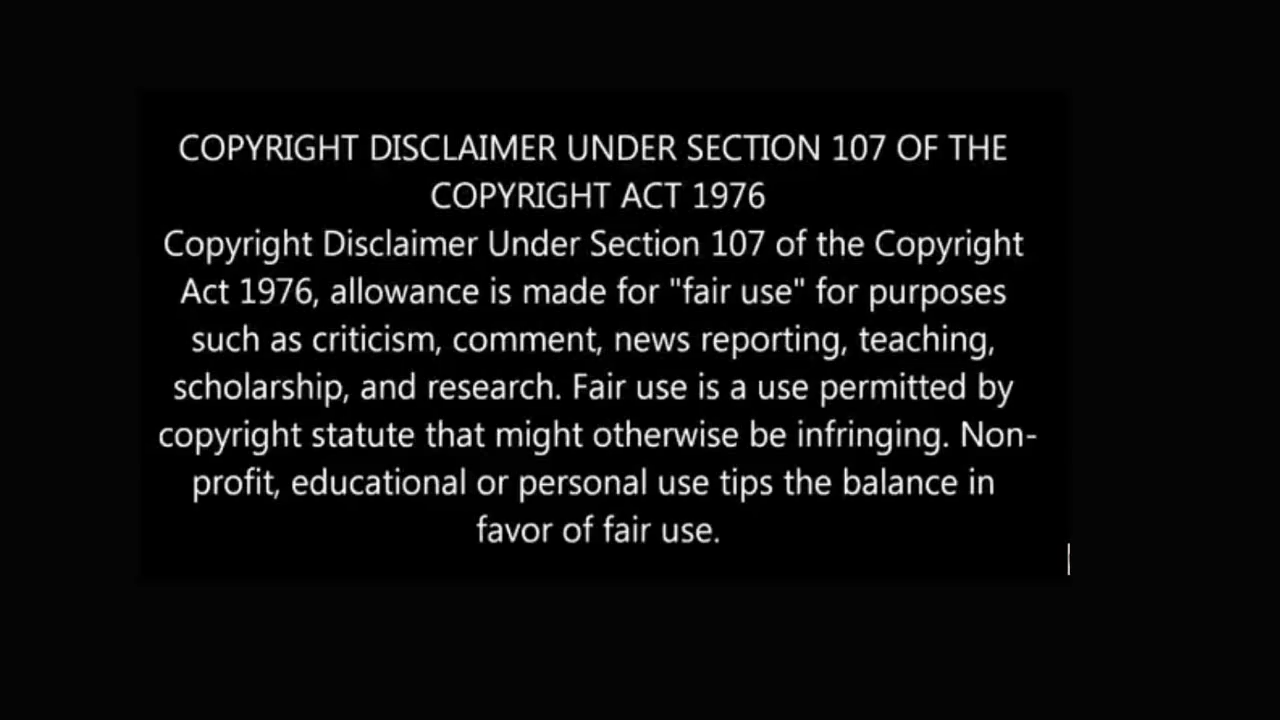 COPYRIGHT DISCLAIMER UNDER SECTION 107 OF THE
COPYRIGHT ACT 1976
Copyright Disclaimer Under Section 107 of the Copyright
Act 1976, allowance is made for "fair use" for purposes
such as criticism, comment, news reporting, teaching,
scholarship, and research. Fair use is a use permitted by
copyright statute that might otherwise be infringing. Non-
profit, educational or personal use tips the balance in
favor of fair use.